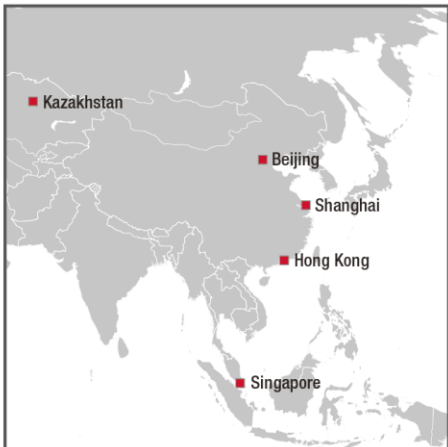 Kazakhstan
Beijing
Shanghai
Hong Kong
Singapore